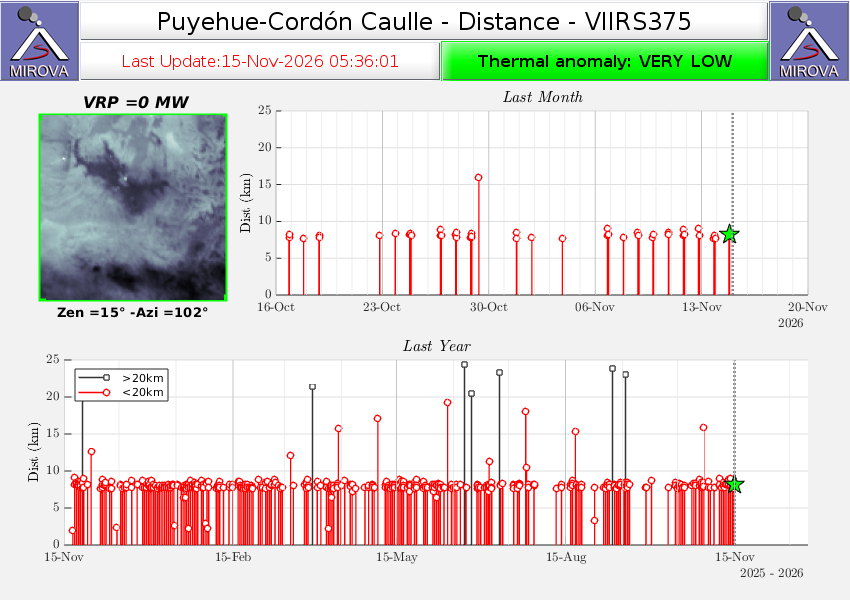 Puyehue-Cordón Caulle - Distance - VIIRS375
MIROVA
Last Update:15-Nov-2026 05:36:01
Thermal anomaly: VERY LOW
MIROVA
VRP =0 MW
Zen =15° -Azi =102°
Last Month
Dist (km)
25
20
15
10
5
0
16-Oct
23-Oct
30-Oct
06-Nov
13-Nov
20-Nov
2026
Last Year
Dist (km)
25
20
15
10
5
0
>20km
<20km
15-Nov
15-Feb
15-May
15-Aug
15-Nov
2025 - 2026